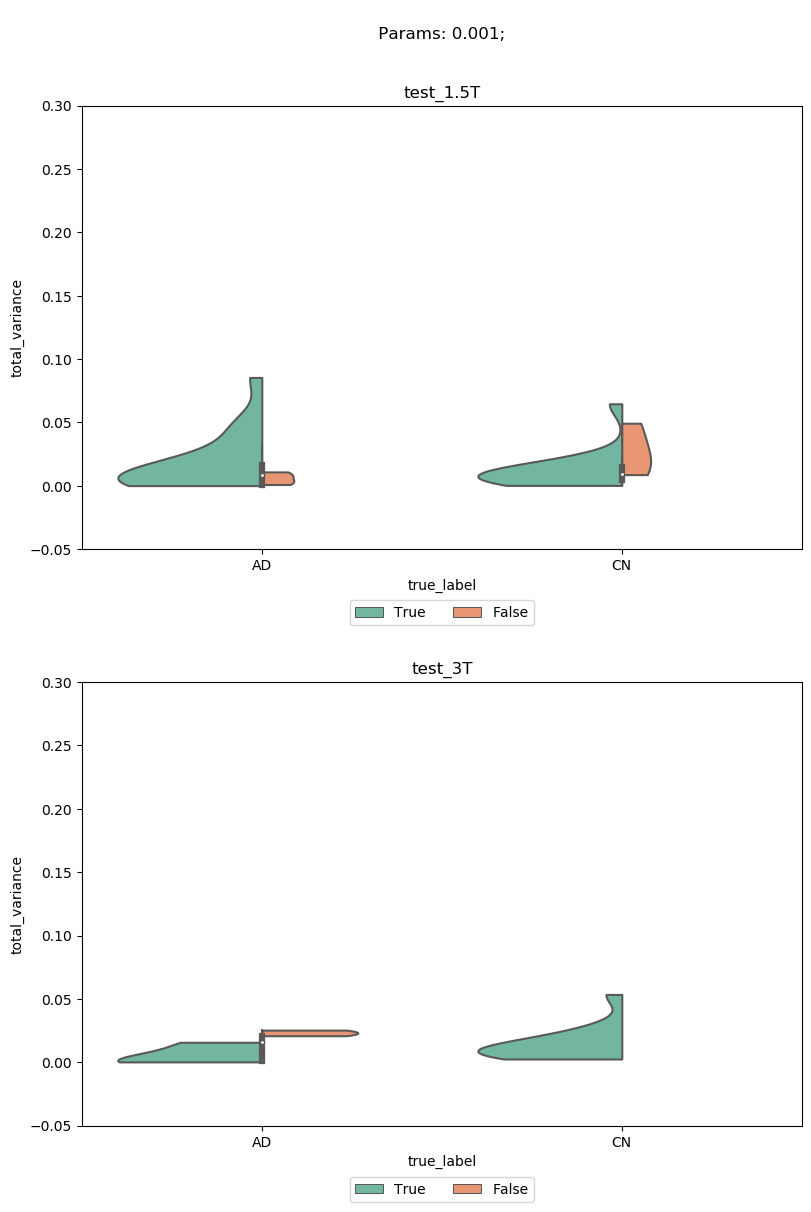 Params: 0.001;
test_1.5T
0.30
0.25
0.20
0.15
0.10
0.05
0.00
−0.05
total_variance
AD CN
true_label
True False
test_3T
0.30
0.25
0.20
0.15
0.10
0.05
0.00
−0.05
total_variance
AD CN
true_label
True False